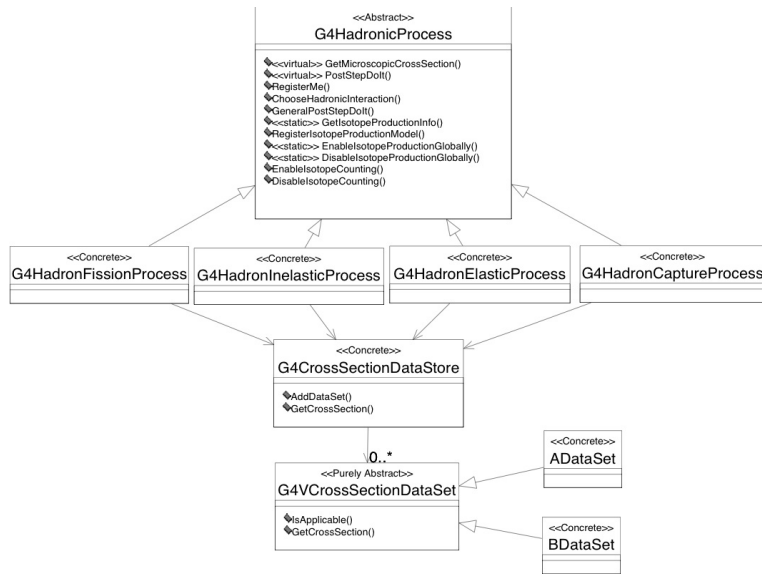 <<Abstract>>
G4HadronicProcess
<<virtual>> GetMicroscopicCrossSection()
<<virtual>> PostStepDoIt()
RegisterMe()
ChooseHadronicInteraction()
GeneralPostStepDoIt()
<<static>> GetIsotopeProductionInfo()
RegisterIsotopeProductionModel()
<<static>> EnableIsotopeProductionGlobally()
<<static>> DisableIsotopeProductionGlobally()
EnableIsotopeCounting()
DisableIsotopeCounting()
<<Concrete>>
G4HadronFissionProcess
<<Concrete>>
G4HadronInelasticProcess
<<Concrete>>
G4HadronElasticProcess
<<Concrete>>
G4HadronCaptureProcess
<<Concrete>>
G4CrossSectionDataStore
AddDataSet()
GetCrossSection()
0..*
<<Purely Abstract>>
G4VCrossSectionDataSet
IsApplicable()
GetCrossSection()
<<Concrete>>
ADataSet
<<Concrete>>
BDataSet